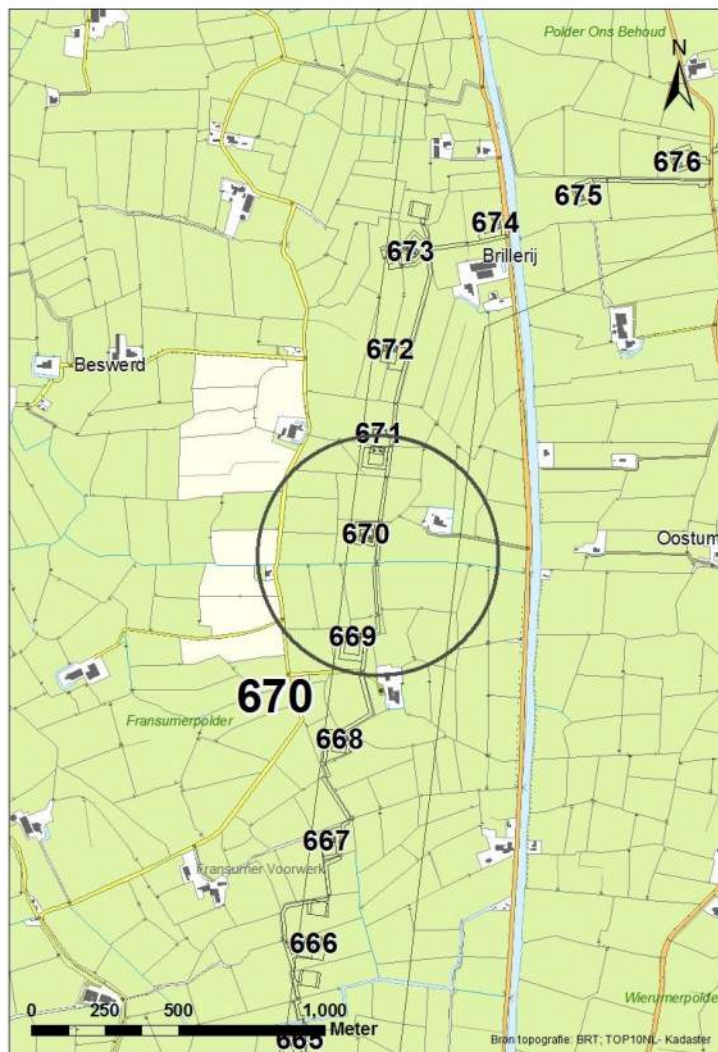 Polder Ons Behoud
N
676
675
674
673
Brillerij
672
Beswerd
671
670
Oostum
669
670
Fransumerpolder
668
667
Fransumer Voorwerk
666
Wierumerpolde
0 250 500 1,000
Meter
665
Bron topografie: BRT; TOP10NL- Kadaster